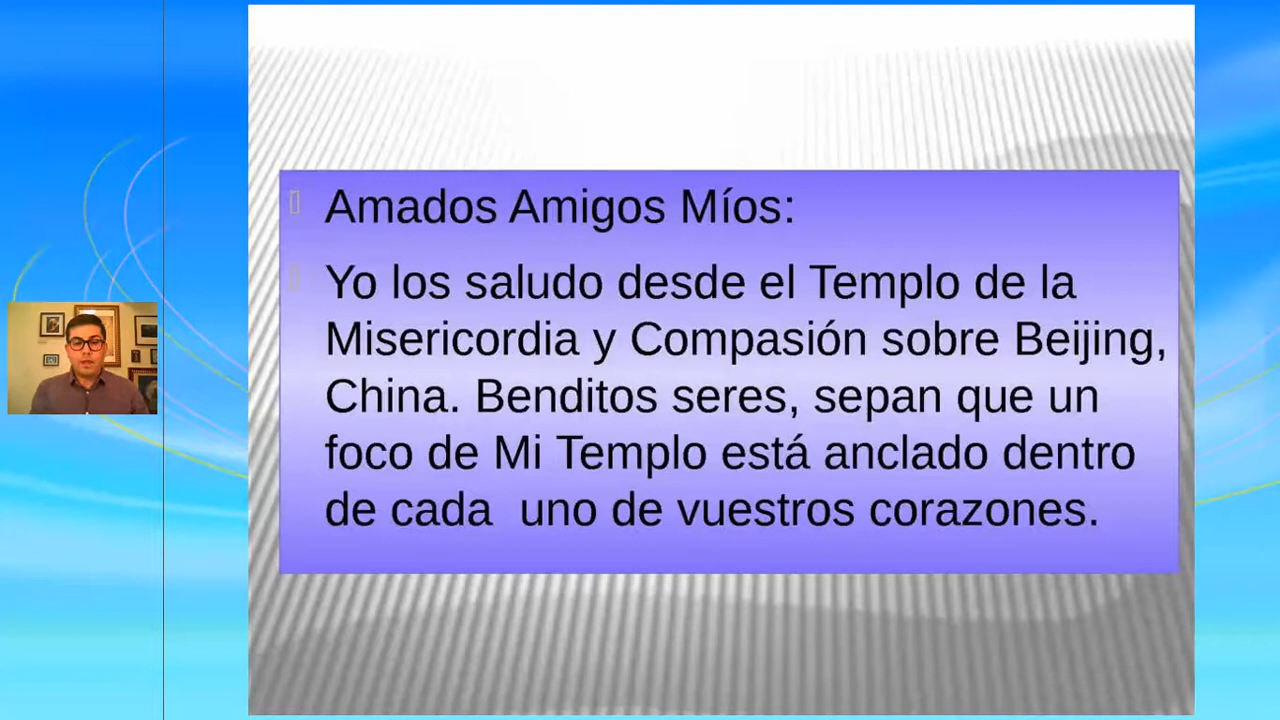 Amados Amigos Míos:
Yo los saludo desde el Templo de la
Misericordia y Compasión sobre Beijing,
China. Benditos seres, sepan que un
foco de Mi Templo está anclado dentro
de cada  uno de vuestros corazones.